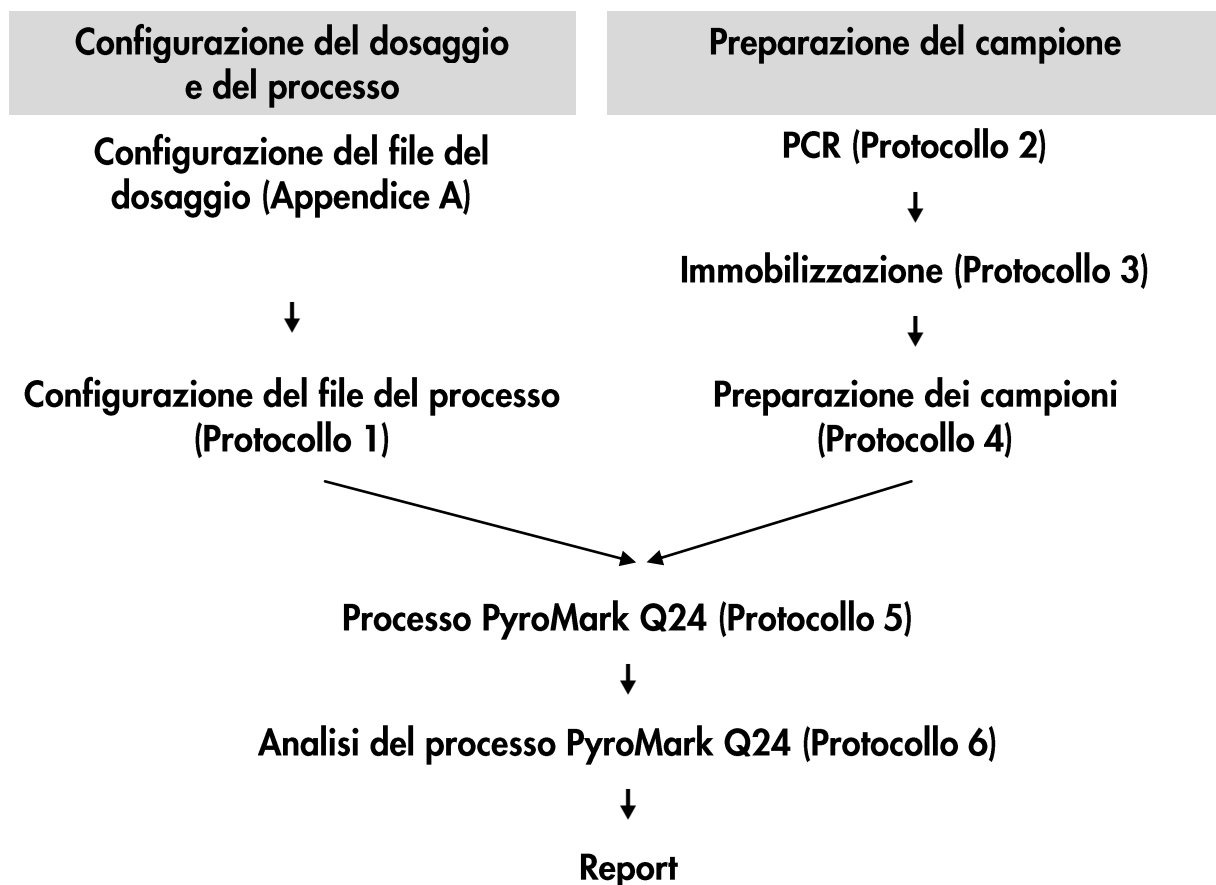 Configurazione del dosaggio
e del processo
Configurazione del file del
dosaggio (Appendice A)
Configurazione del file del processo
(Protocollo 1)
Preparazione del campione
PCR (Protocollo 2)
Immobilizzazione (Protocollo 3)
Preparazione dei campioni
(Protocollo 4)
Processo PyroMark Q24 (Protocollo 5)
Analisi del processo PyroMark Q24 (Protocollo 6)
Report